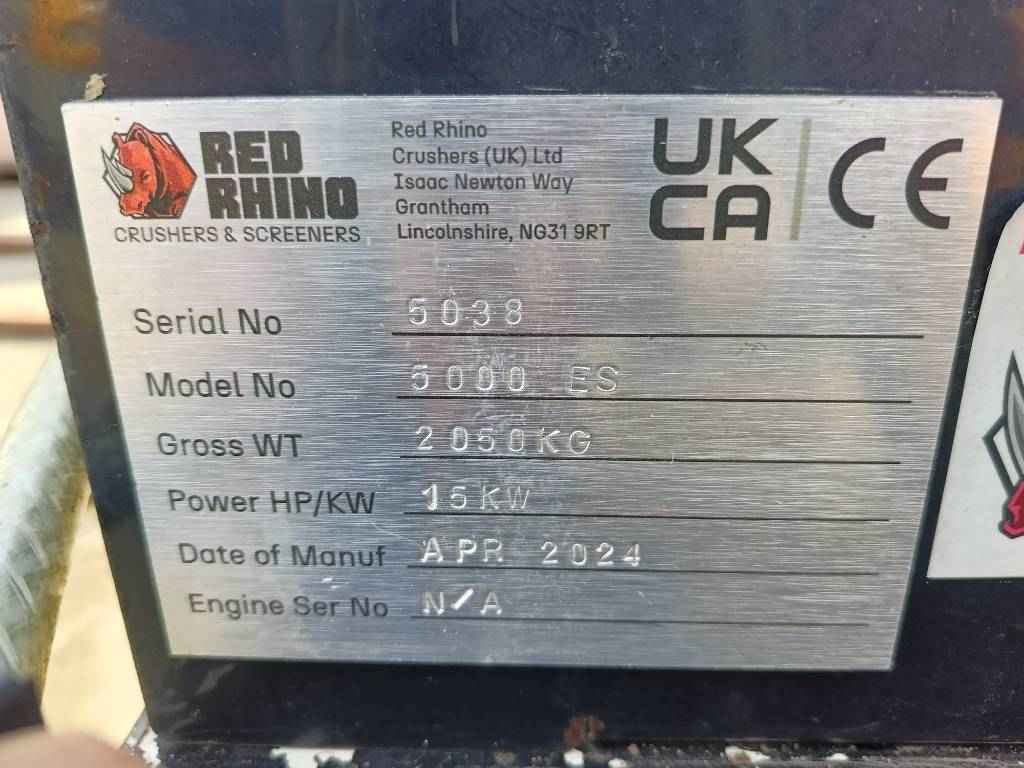 RED
RHINO
CRUSHERS & SCREENERS
Red Rhino
Crushers (UK) Ltd
Isaac Newton Way
Grantham
Lincolnshire, NG31 9RT
UK
CA
CE
Serial No 5038
Model No 5000 ES
Gross WT 2050KG
Power HP/KW 15KW
Date of Manuf APR 2024
Engine Ser No N/A